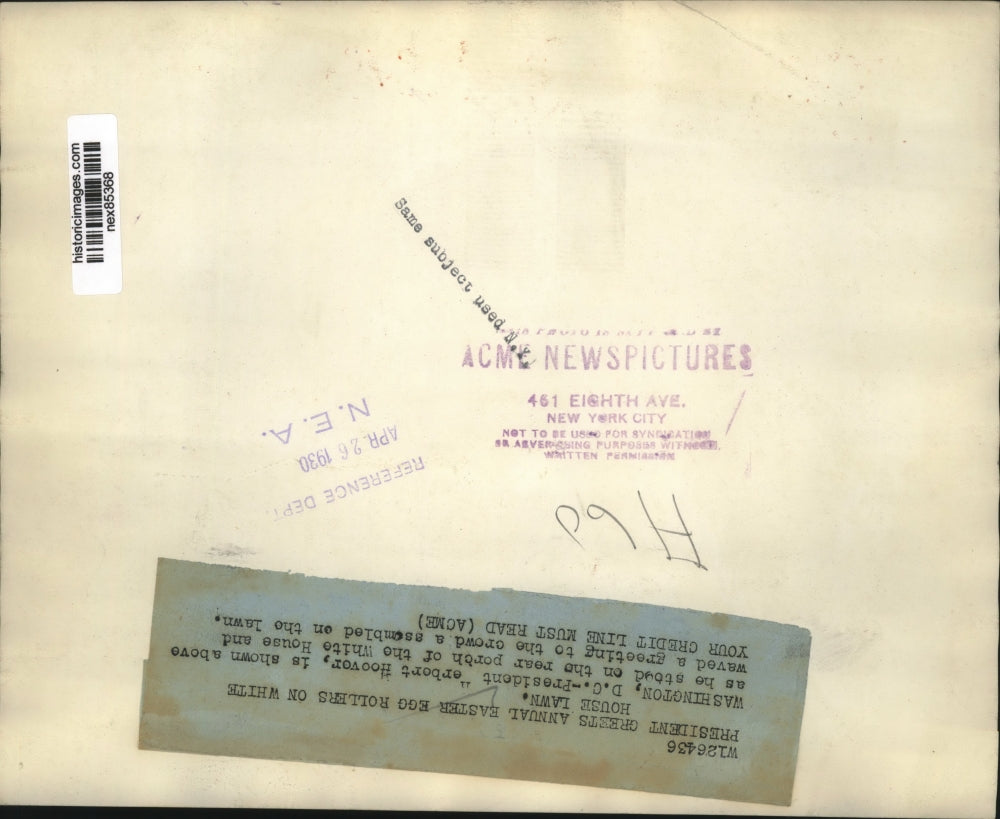 historicimages.com
nex85368
Same subject used N.Y.
ACME NEWSPICTURES
461 EIGHTH AVE.
NEW YORK CITY
NOT TO BE USED FOR SYNDICATION
OR ADVERTISING PURPOSES WITHOUT
WRITTEN PERMISSION
REFERENCE DEPT.
APR 26 1930
N. E. A.
W126436
PRESIDENT GREETS ANNUAL EASTER EGG ROLLERS ON WHITE
HOUSE LAWN.
WASHINGTON, D.C.-President Herbert Hoover, is shown above
as he stood on the rear porch of the White House and
waved a greeting to the crowd assembled on the lawn.
YOUR CREDIT LINE MUST READ (ACME)